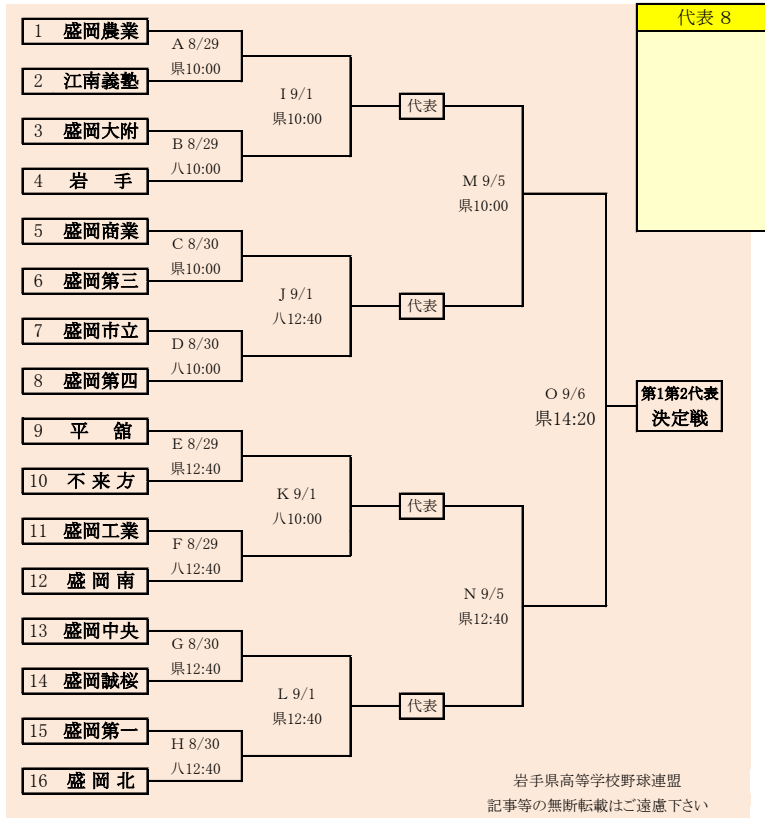 代表 8
1 盛岡農業
A 8/29
県10:00
2 江南義塾
I 9/1
県10:00
代表
3 盛岡大附
B 8/29
八10:00
4 岩 手
M 9/5
県10:00
5 盛岡商業
C 8/30
県10:00
6 盛岡第三
J 9/1
八12:40
代表
7 盛岡市立
D 8/30
八10:00
8 盛岡第四
O 9/6
県14:20
第1第2代表
決定戦
9 平 舘
E 8/29
県12:40
10 不 来 方
K 9/1
八10:00
代表
11 盛岡工業
F 8/29
八12:40
12 盛 岡 南
N 9/5
県12:40
13 盛岡中央
G 8/30
県12:40
14 盛岡誠桜
L 9/1
県12:40
代表
15 盛岡第一
H 8/30
八12:40
16 盛 岡 北
岩手県高等学校野球連盟
記事等の無断転載はご遠慮下さい